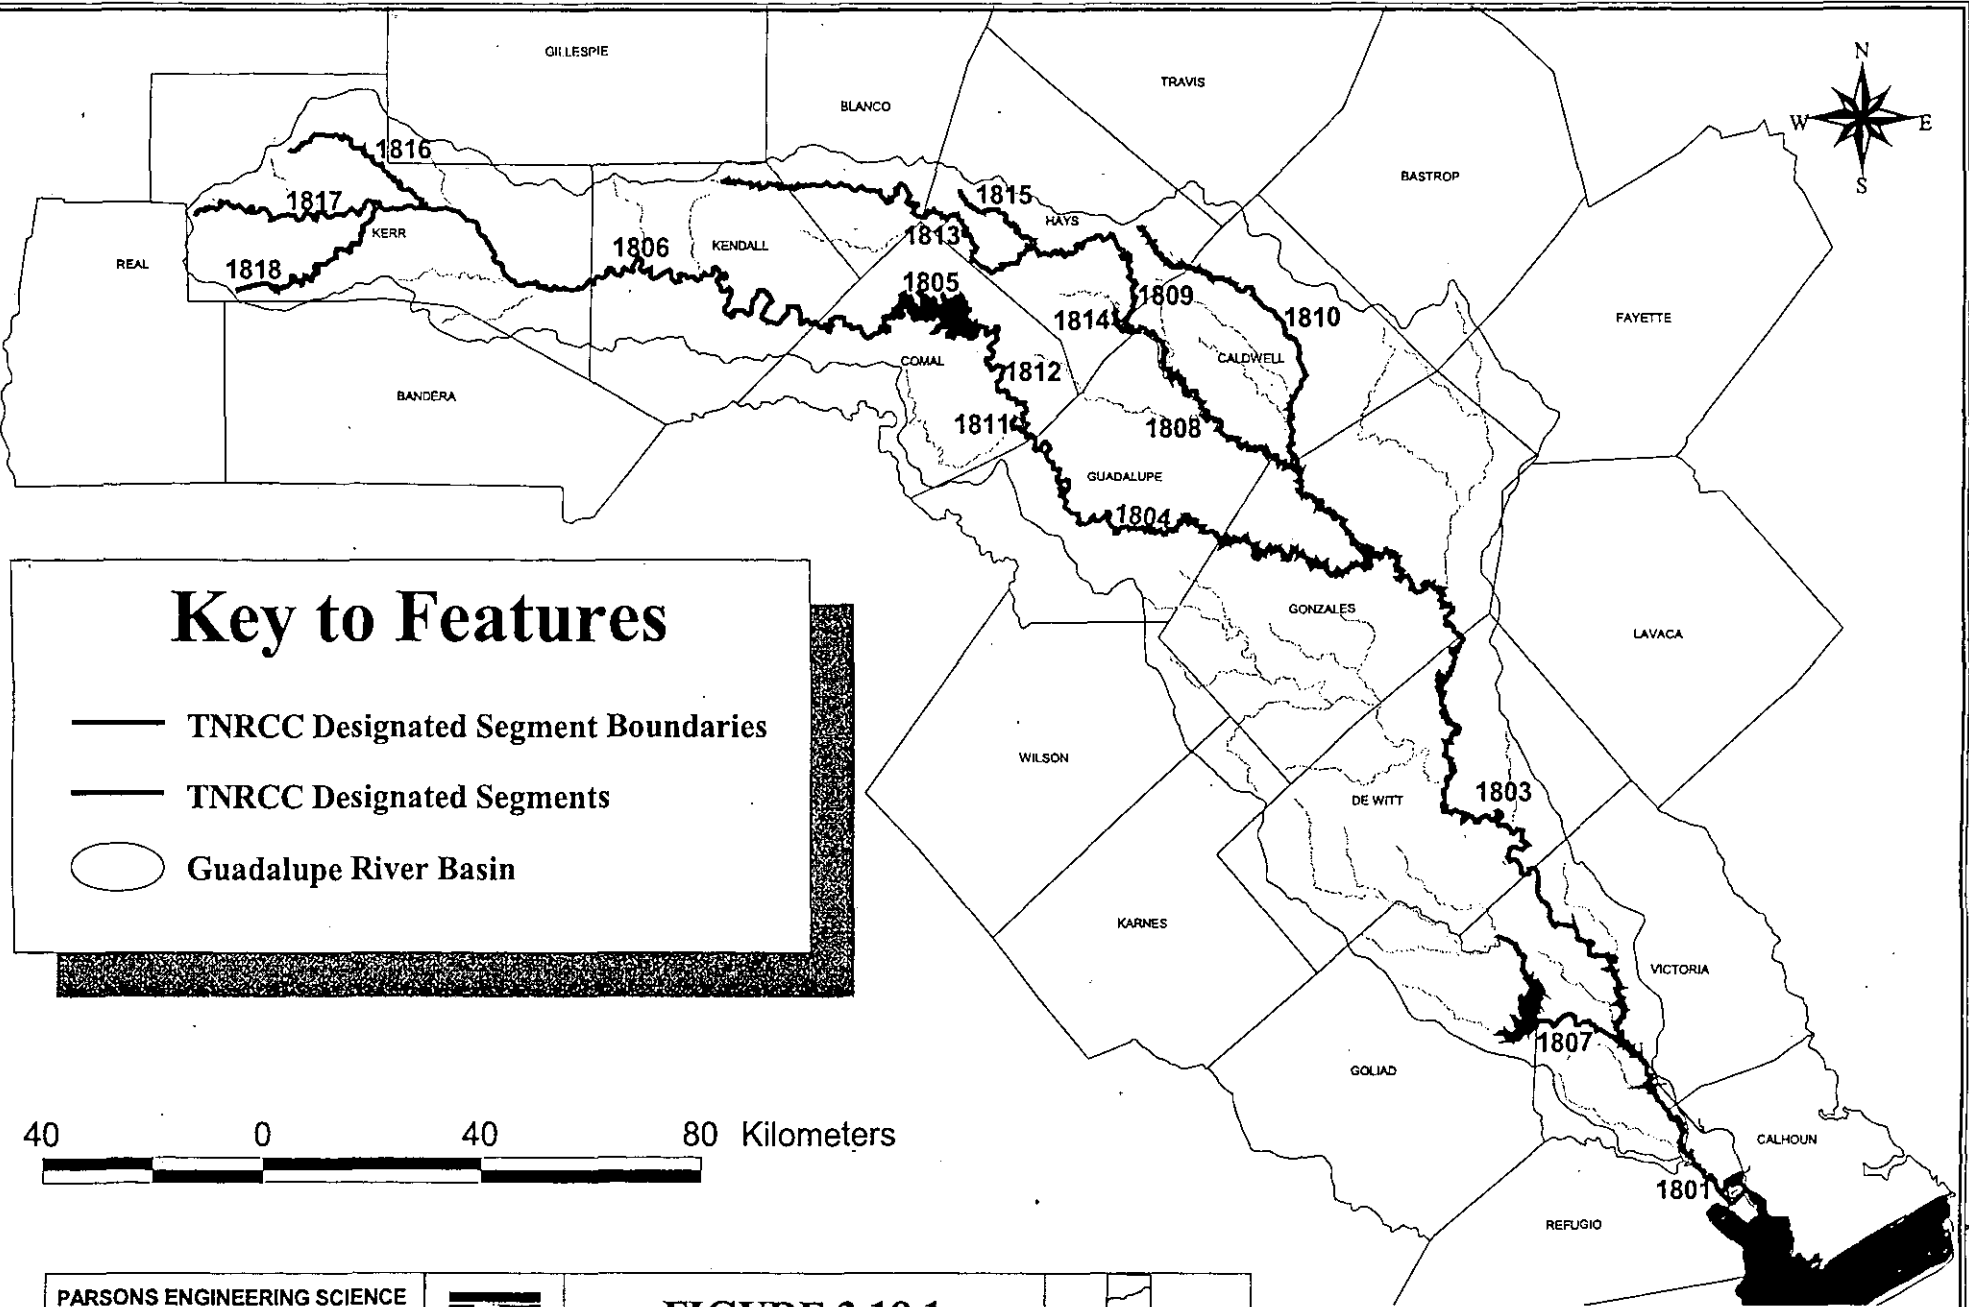 GILLESPIE
TRAVIS
BLANCO
N
W E
S
BASTROP
1816
1817
KERR
1815
HAYS
1813
REAL
1818
1806
KENDALL
1805
1809
1814
1810
FAYETTE
COMAL
CALDWELL
1812
BANDERA
1811
1808
GUADALUPE
1804
GONZALES
LAVACA
Key to Features
TNRCC Designated Segment Boundaries
TNRCC Designated Segments
Guadalupe River Basin
WILSON
DE WITT
1803
KARNES
VICTORIA
1807
GOLIAD
CALHOUN
1801
REFUGIO
40 0 40 80 Kilometers
PARSONS ENGINEERING SCIENCE